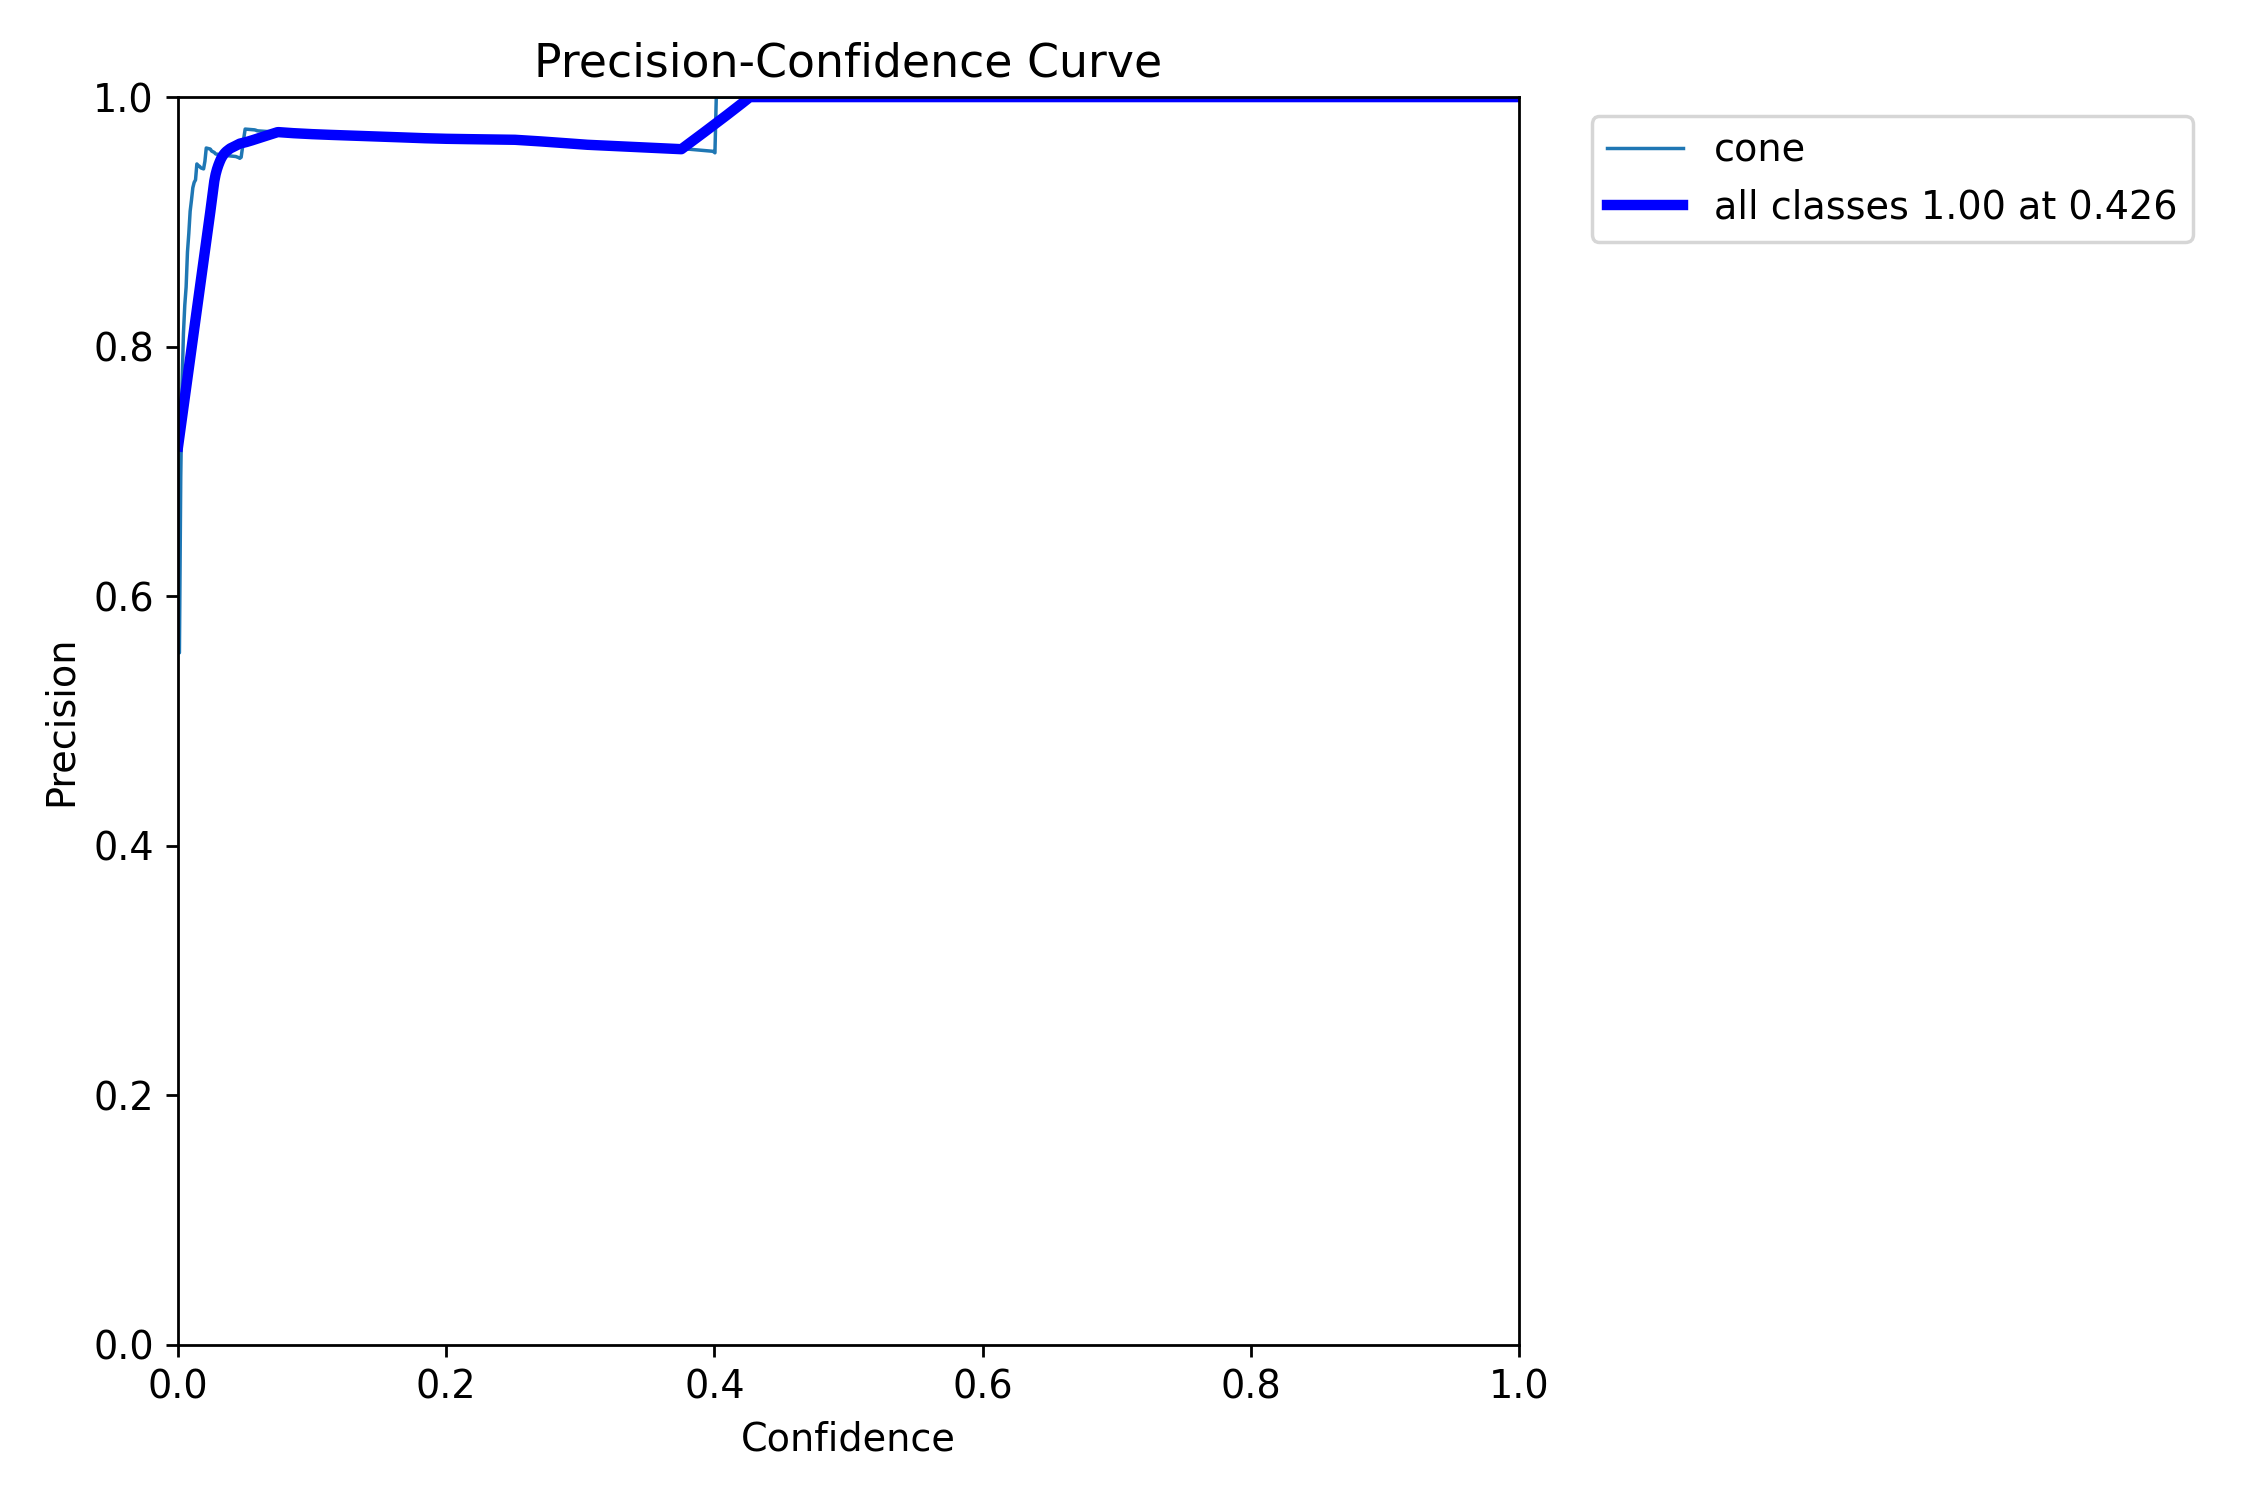 Precision-Confidence Curve
1.0
0.8
0.6
0.4
0.2
0.0
Precision
0.0 0.2 0.4 0.6 0.8 1.0
Confidence
cone
all classes 1.00 at 0.426